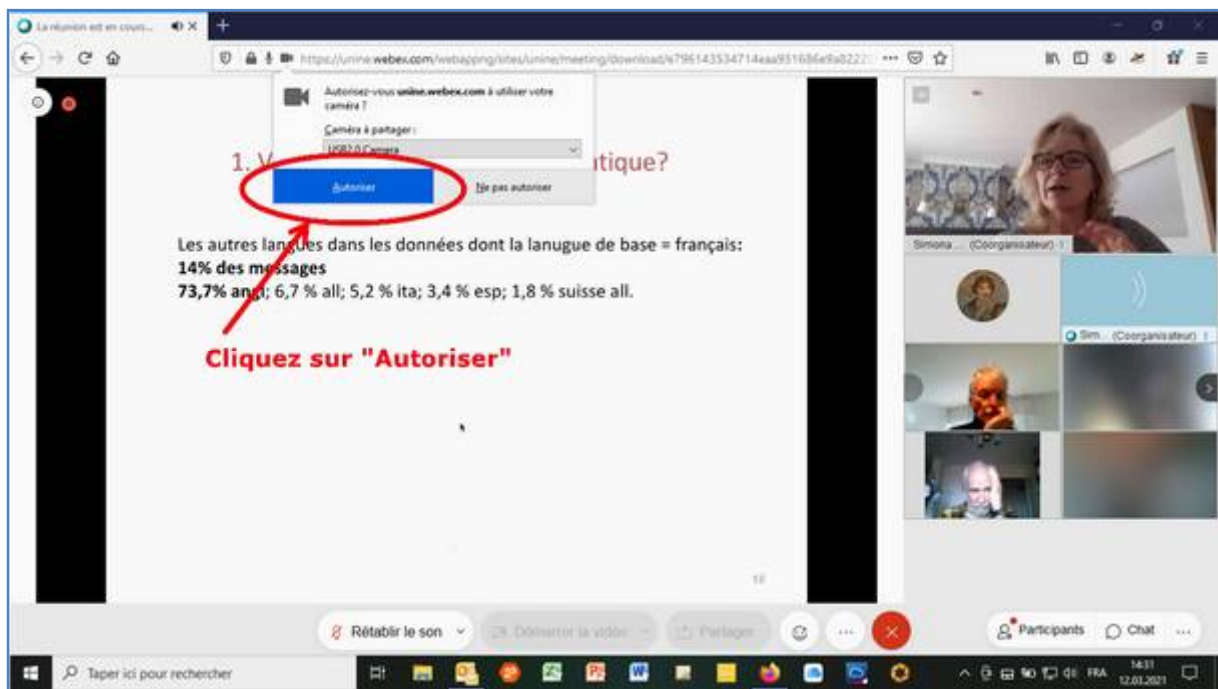 La réunion est en cours...
https://unine.webex.com/webappng/sites/unine/meeting/download/
Autorisez-vous unine.webex.com à utiliser votre
caméra ?
Caméra à partager :
USB2.0 Camera
Autoriser
Ne pas autoriser
1. V
tique?
Les autres langues dans les données dont la lanugue de base = français:
14% des messages
73,7% angl; 6,7 % all; 5,2 % ita; 3,4 % esp; 1,8 % suisse all.
Cliquez sur "Autoriser"
Simona ... (Coorganisateur)
Sim... (Coorganisateur)
Rétablir le son
Démarrer la vidéo
Partager
Participants
Chat
Taper ici pour rechercher
FRA
14:31
12.03.2021